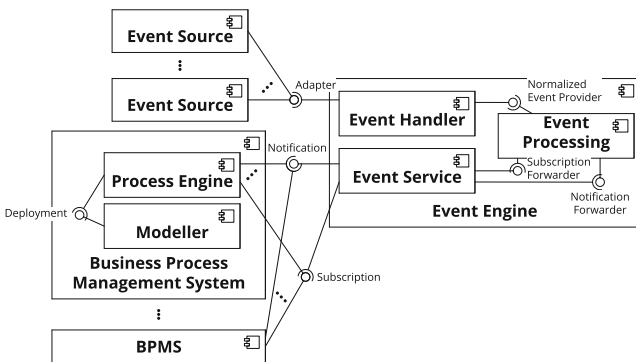 Event Source
Event Source
Adapter
Normalized
Event Provider
Event Handler
Event
Processing
Notification
Process Engine
Event Service
Subscription
Forwarder
Notification
Forwarder
Deployment
Modeller
Event Engine
Business Process
Management System
Subscription
BPMS